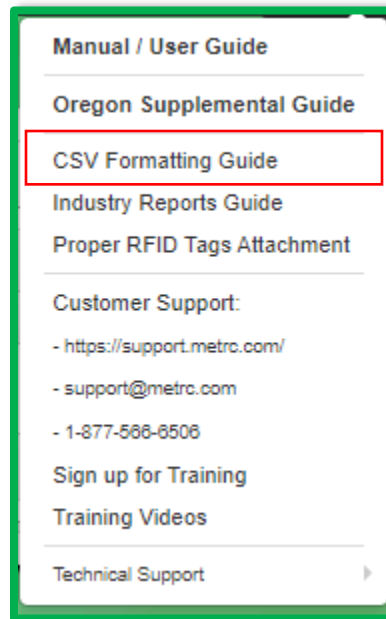 Manual / User Guide
Oregon Supplemental Guide
CSV Formatting Guide
Industry Reports Guide
Proper RFID Tags Attachment
Customer Support:
- https://support.metrc.com/
- support@metrc.com
- 1-877-566-6506
Sign up for Training
Training Videos
Technical Support